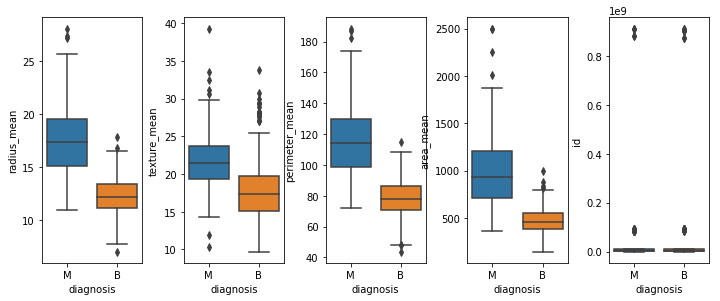 radius_mean
25
20
15
10
M B
diagnosis
texture_mean
40
35
30
25
20
15
10
M B
diagnosis
perimeter_mean
180
160
140
120
100
80
60
40
M B
diagnosis
area_mean
2500
2000
1500
1000
500
M B
diagnosis
1e9
id
0.8
0.6
0.4
0.2
0.0
M B
diagnosis